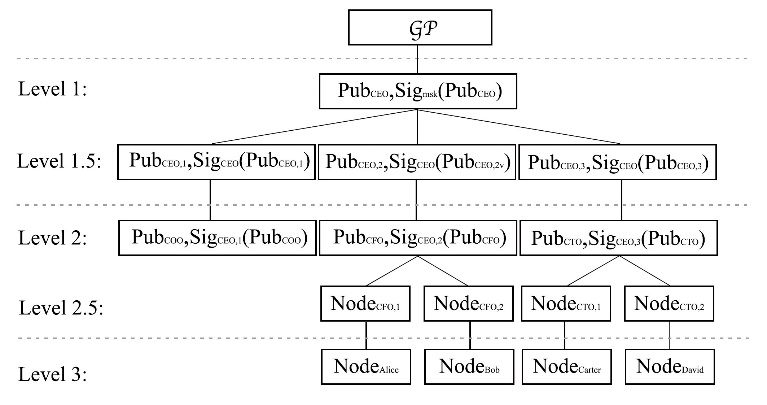 GP
Level 1: Pub_CEO,Sig_msk(Pub_CEO)
Level 1.5: Pub_CEO,1,Sig_CEO(Pub_CEO,1) Pub_CEO,2,Sig_CEO(Pub_CEO,2v) Pub_CEO,3,Sig_CEO(Pub_CEO,3)
Level 2: Pub_COO,Sig_CEO,1(Pub_COO) Pub_CFO,Sig_CEO,2(Pub_CFO) Pub_CTO,Sig_CEO,3(Pub_CTO)
Level 2.5: Node_CFO,1 Node_CFO,2 Node_CTO,1 Node_CTO,2
Level 3: Node_Alice Node_Bob Node_Carter Node_David